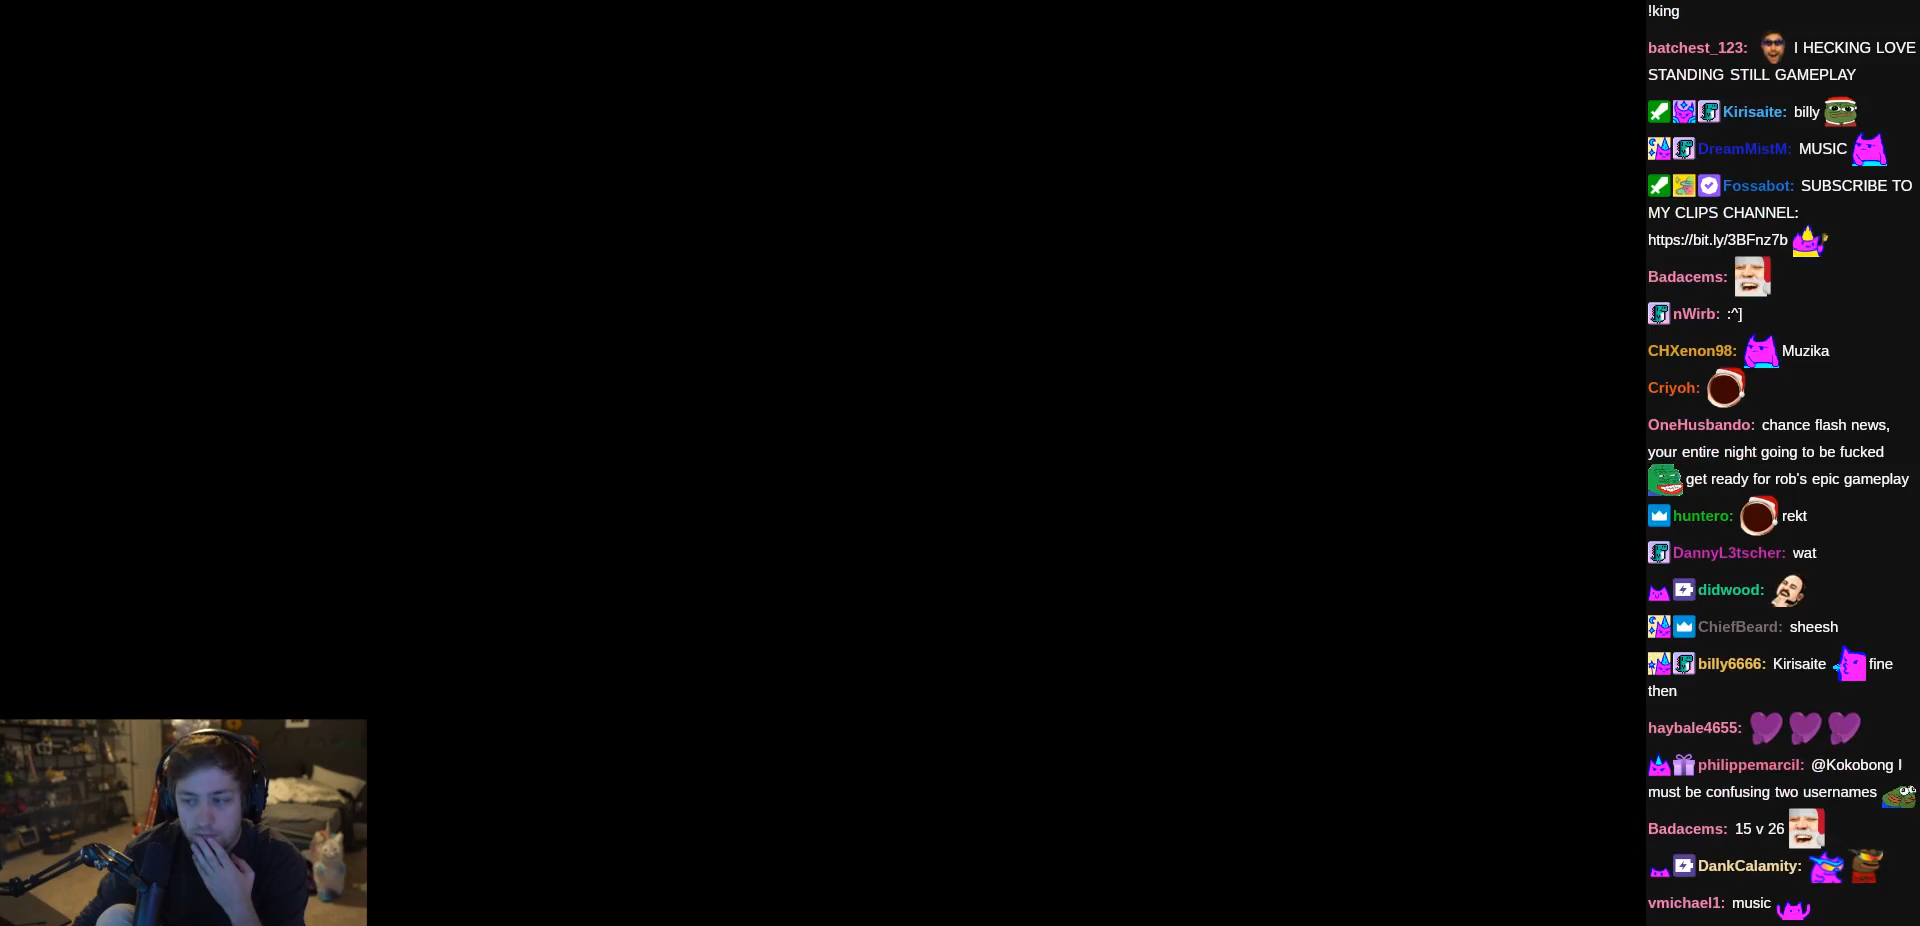 !king
batchest_123: I HECKING LOVE
STANDING STILL GAMEPLAY
Kirisaite: billy
DreamMistM: MUSIC
Fossabot: SUBSCRIBE TO
MY CLIPS CHANNEL:
https://bit.ly/3BFnz7b
Badacems:
nWirb: :^]
CHXenon98: Muzika
Criyoh:
OneHusbando: chance flash news,
your entire night going to be fucked
get ready for rob's epic gameplay
huntero: rekt
DannyL3tscher: wat
didwood:
ChiefBeard: sheesh
billy6666: Kirisaite fine
then
haybale4655:
philippemarcil: @Kokobong I
must be confusing two usernames
Badacems: 15 v 26
DankCalamity:
vmichael1: music